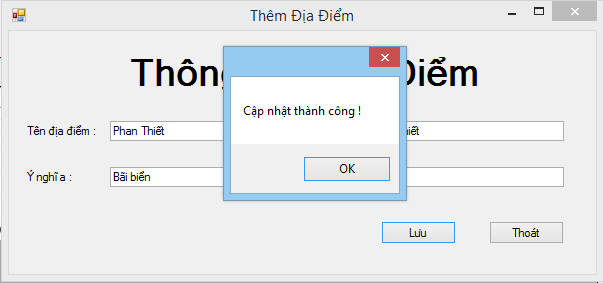 Thêm Địa Điểm
Thông Điểm
Cập nhật thành công !
Tên địa điểm : Phan Thiết
Ý nghĩa : Bãi biển
OK
Lưu Thoát